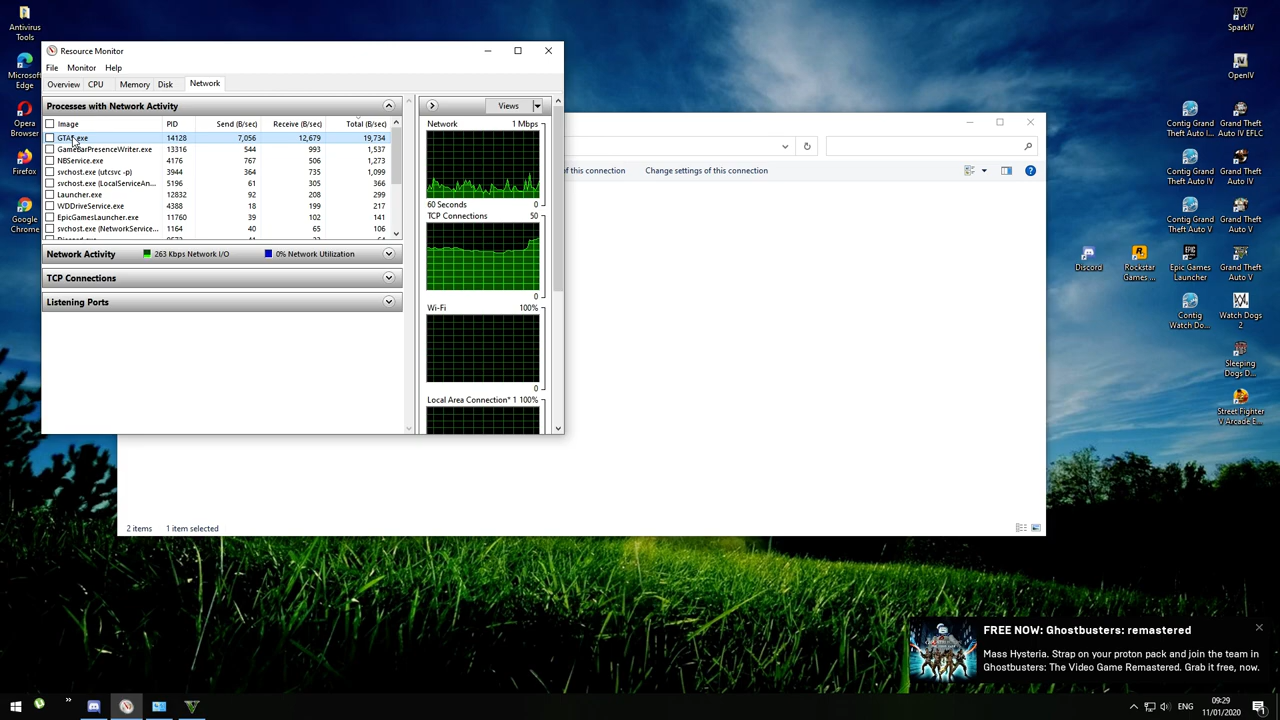 Antivirus
Tools
Microsoft
Edge
Opera
Browser
Firefox
Google
Chrome
Resource Monitor
File Monitor Help
Overview CPU Memory Disk Network
Processes with Network Activity
Image PID Send (B/sec) Receive (B/sec) Total (B/sec)
GTA5.exe 14128 7,056 12,679 19,734
GameBarPresenceWriter.exe 13316 544 993 1,537
NBService.exe 4176 767 506 1,273
svchost.exe (utcsvc -p) 3944 364 735 1,099
svchost.exe (LocalServiceAn... 5196 61 305 366
Launcher.exe 12832 92 208 299
WDDriveService.exe 4388 18 199 217
EpicGamesLauncher.exe 11760 39 102 141
svchost.exe (NetworkService... 1164 40 65 106
Network Activity 263 Kbps Network I/O 0% Network Utilization
TCP Connections
Listening Ports
Views
Network 1 Mbps
60 Seconds 0
TCP Connections 50
0
Wi-Fi 100%
0
Local Area Connection* 1 100%
of this connection Change settings of this connection
2 items 1 item selected
SparkIV
OpenIV
Contig Grand
Theft Auto I...
Grand Theft
Auto IV EFLC
Contig Grand
Theft Auto IV
Grand Theft
Auto IV
Contig Grand
Theft Auto V
Grand Theft
Auto V
Discord
Rockstar
Games ...
Epic Games
Launcher
Grand Theft
Auto V
Contig
Watch Do...
Watch Dogs
2
Sleeping
Dogs D...
Street Fighter
V Arcade E...
FREE NOW: Ghostbusters: remastered
Mass Hysteria. Strap on your proton pack and join the team in
Ghostbusters: The Video Game Remastered. Grab it free, now.
ENG
09:29
11/01/2020